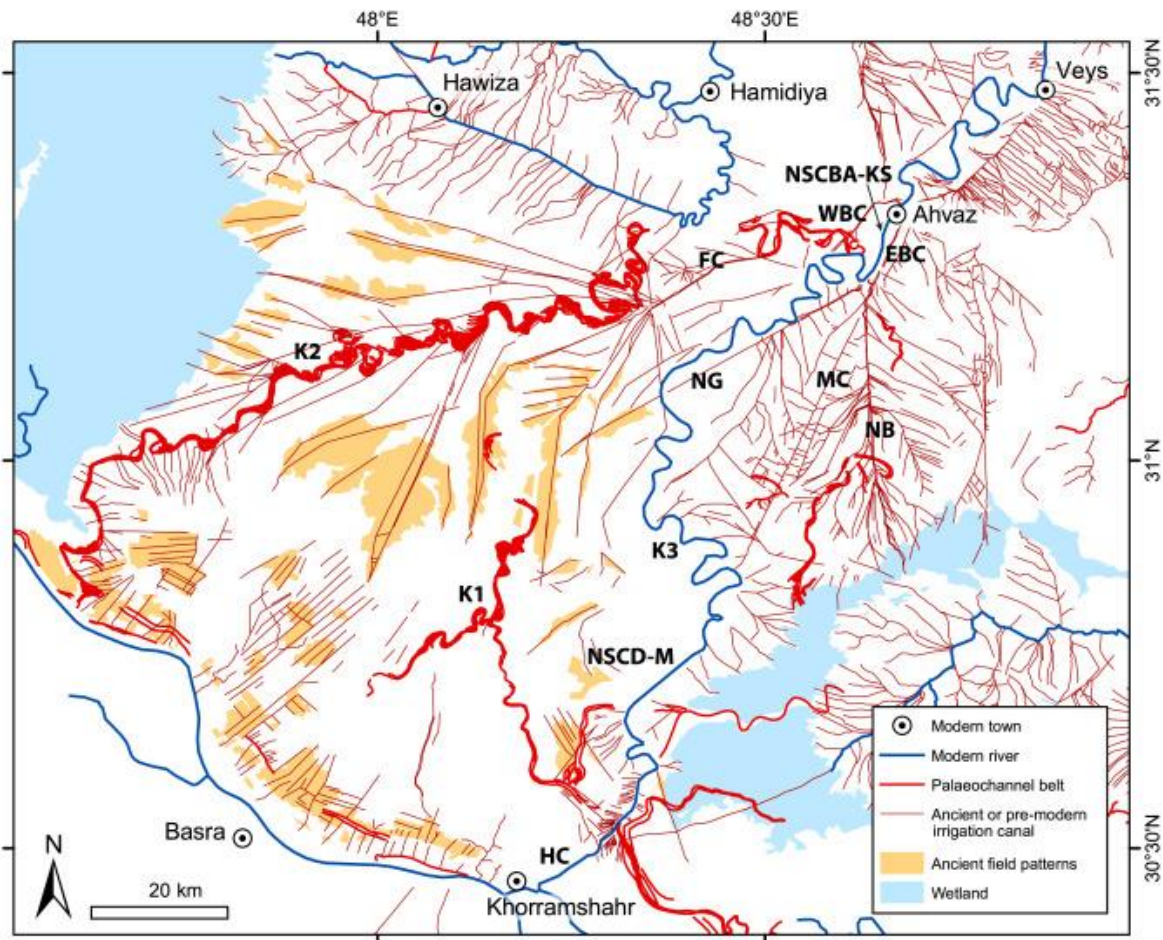 48°E
48°30'E
Hawiza
Hamidiya
Veys
31°30'N
NSCBA-KS
WBC
Ahvaz
FC
EBC
K2
NG
MC
NB
31°N
K3
K1
NSCD-M
Modern town
Modern river
Palaeochannel belt
Ancient or pre-modern
irrigation canal
Ancient field patterns
Wetland
Basra
N
HC
30°30'N
20 km
Khorramshahr